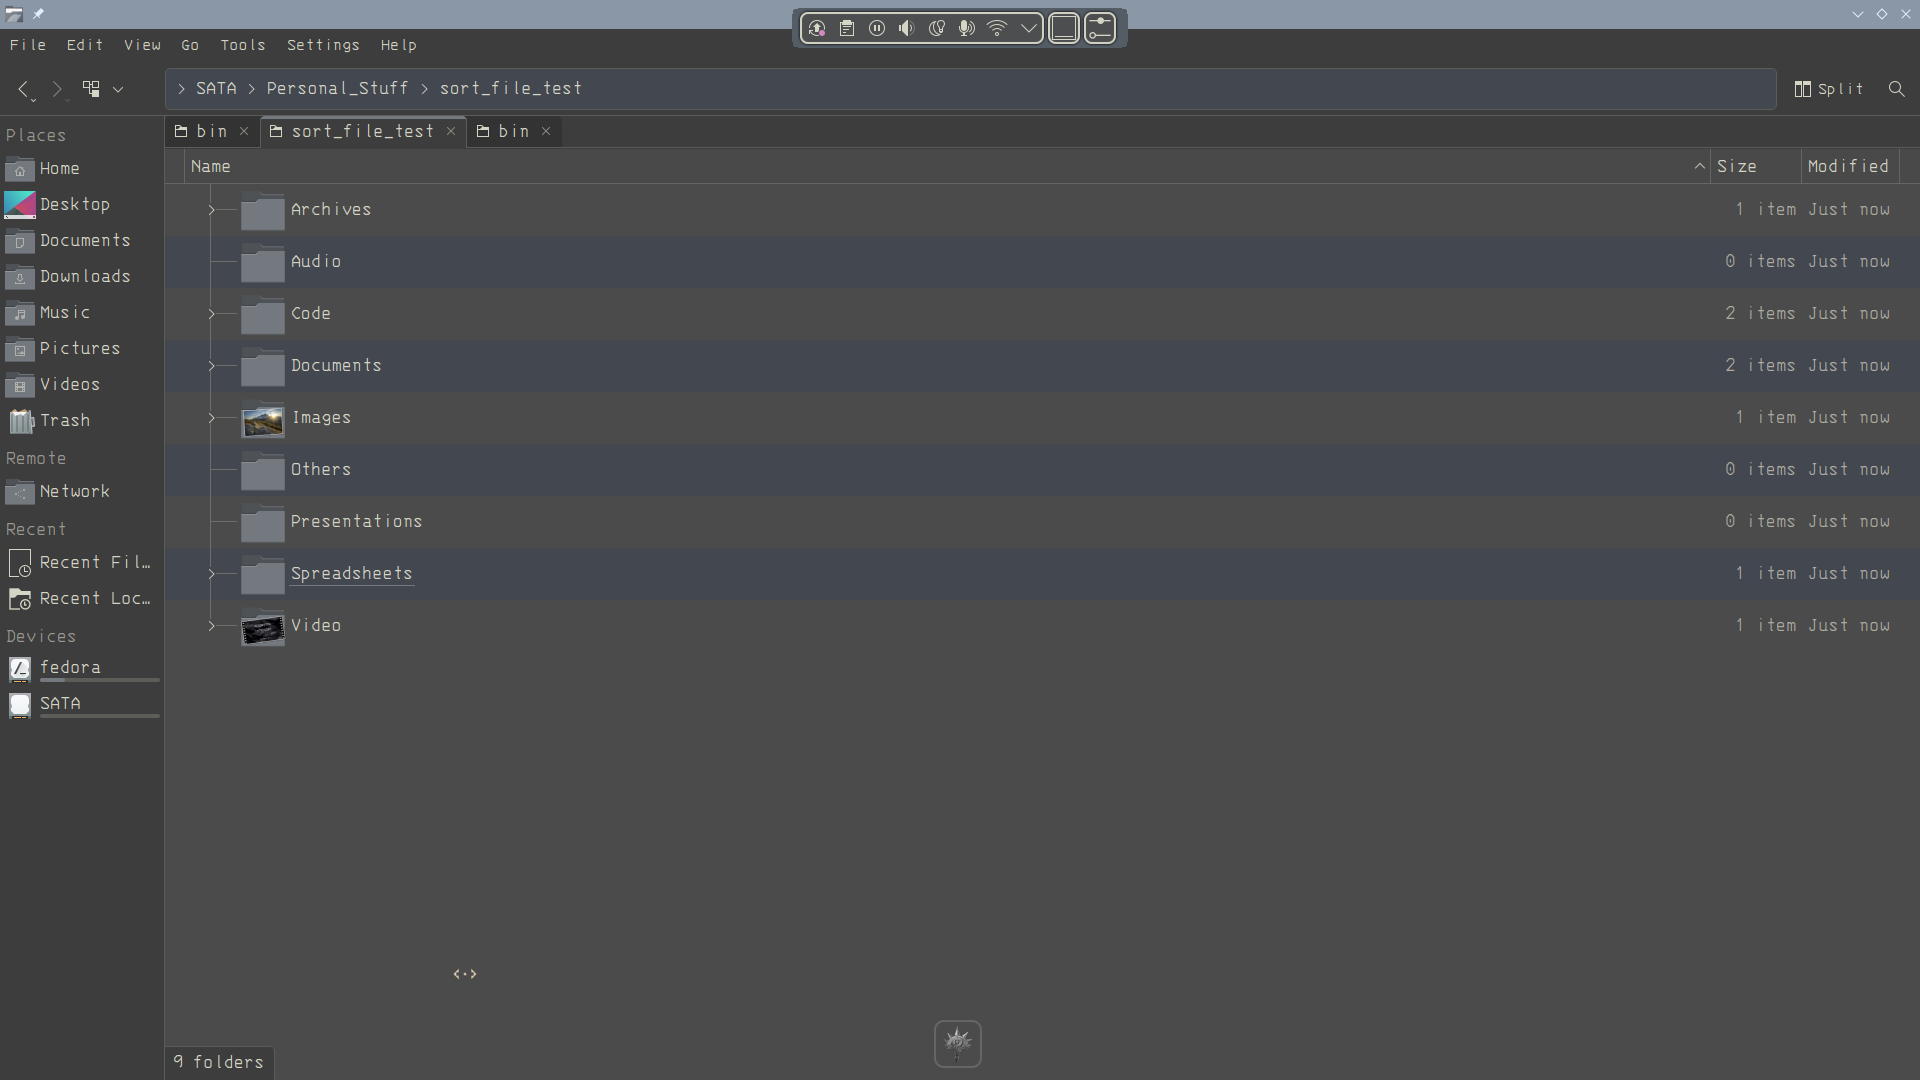 File Edit View Go Tools Settings Help
> SATA > Personal_Stuff > sort_file_test
Split
Places
Home
Desktop
Documents
Downloads
Music
Pictures
Videos
Trash
Remote
Network
Recent
Recent Fil…
Recent Loc…
Devices
fedora
SATA
bin × sort_file_test × bin ×
Name Size Modified
Archives 1 item Just now
Audio 0 items Just now
Code 2 items Just now
Documents 2 items Just now
Images 1 item Just now
Others 0 items Just now
Presentations 0 items Just now
Spreadsheets 1 item Just now
Video 1 item Just now
9 folders